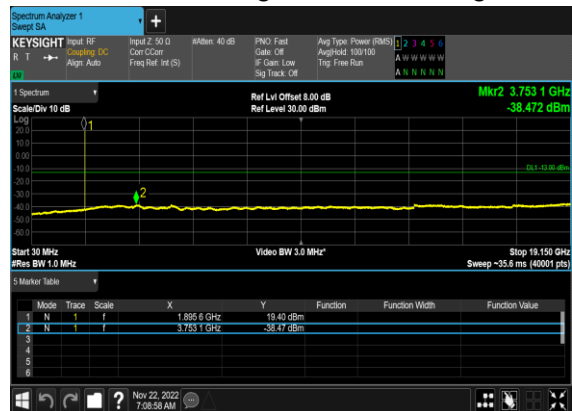 Spectrum Analyzer 1
Swept SA
KEYSIGHT Input: RF Input Z: 50 Ω #Atten: 40 dB PNO: Fast Avg Type: Power (RMS) 1 2 3 4 5 6
R T Coupling: DC Corr CCorr Gate: Off Avg|Hold: 100/100 A W W W W W
Align: Auto Freq Ref: Int (S) IF Gain: Low Trig: Free Run
Sig Track: Off A N N N N N
LW
1 Spectrum
Scale/Div 10 dB Ref Lvl Offset 8.00 dB Mkr2 3.753 1 GHz
Ref Level 30.00 dBm -38.472 dBm
Log
20.0
10.0
0.00
-10.0
-20.0
-30.0
-40.0
-50.0
-60.0
1
2
DL1 -13.00 dBm
Start 30 MHz Video BW 3.0 MHz* Stop 19.150 GHz
#Res BW 1.0 MHz Sweep ~35.6 ms (40001 pts)
5 Marker Table
Mode Trace Scale X Y Function Function Width Function Value
1 N 1 f 1.895 6 GHz 19.40 dBm
2 N 1 f 3.753 1 GHz -38.47 dBm
3
4
5
6
? Nov 22, 2022
7:08:58 AM